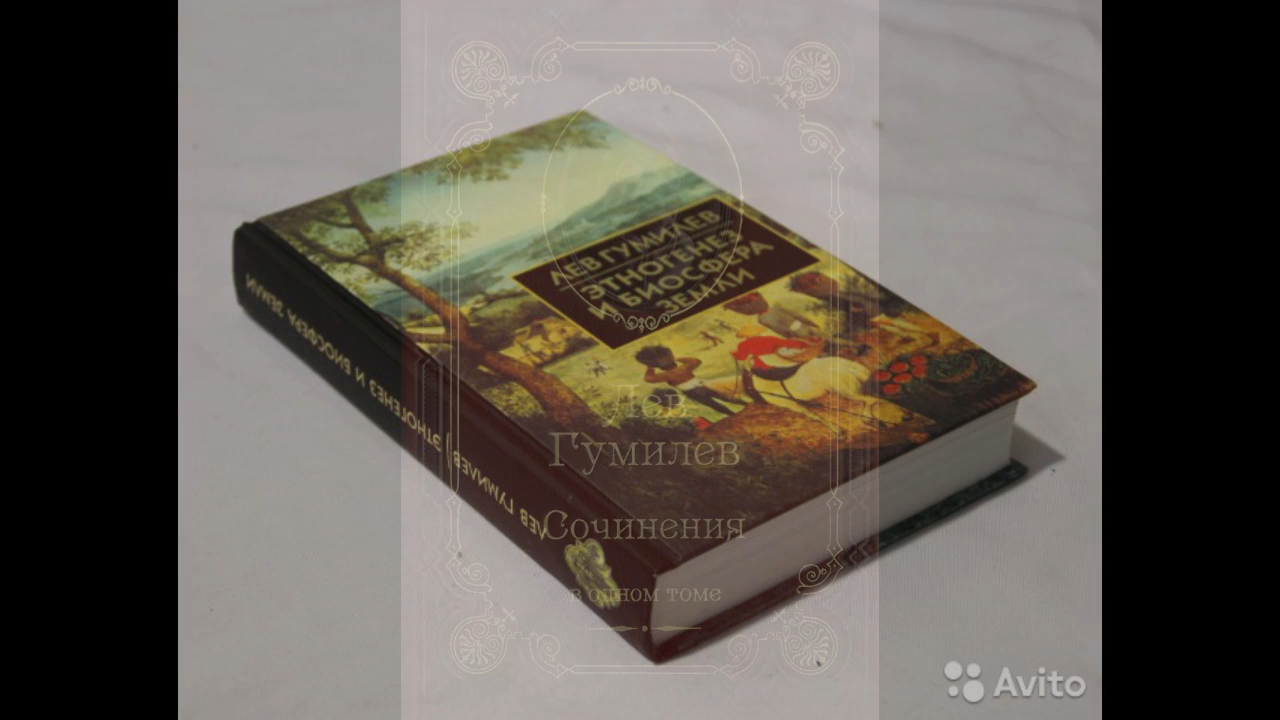 ЛЕВ ГУМИЛЕВ
ЭТНОГЕНЕЗ
И БИОСФЕРА
ЗЕМЛИ
ЛЕВ ГУМИЛЕВ ЭТНОГЕНЕЗ И БИОСФЕРА ЗЕМЛИ
Лев
Гумилев
Сочинения
в одном томе
Avito